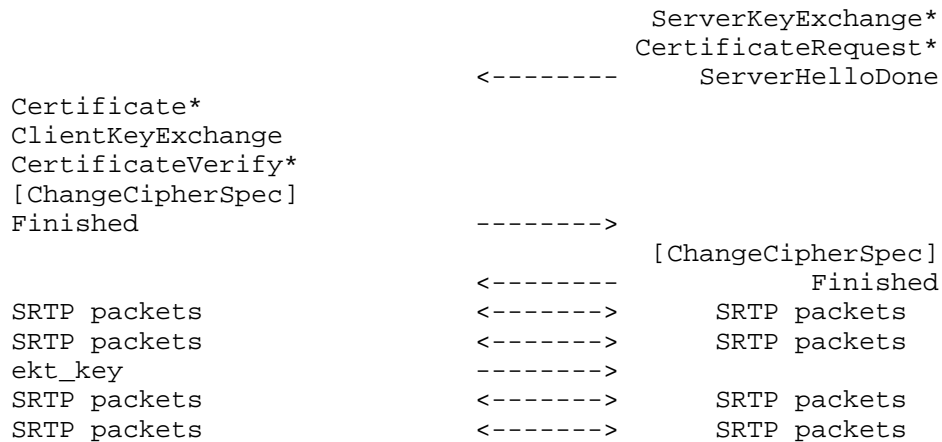 ServerKeyExchange*
CertificateRequest*
<-------- ServerHelloDone
Certificate*
ClientKeyExchange
CertificateVerify*
[ChangeCipherSpec]
Finished -------->
[ChangeCipherSpec]
<-------- Finished
SRTP packets <-------> SRTP packets
SRTP packets <-------> SRTP packets
ekt_key -------->
SRTP packets <-------> SRTP packets
SRTP packets <-------> SRTP packets